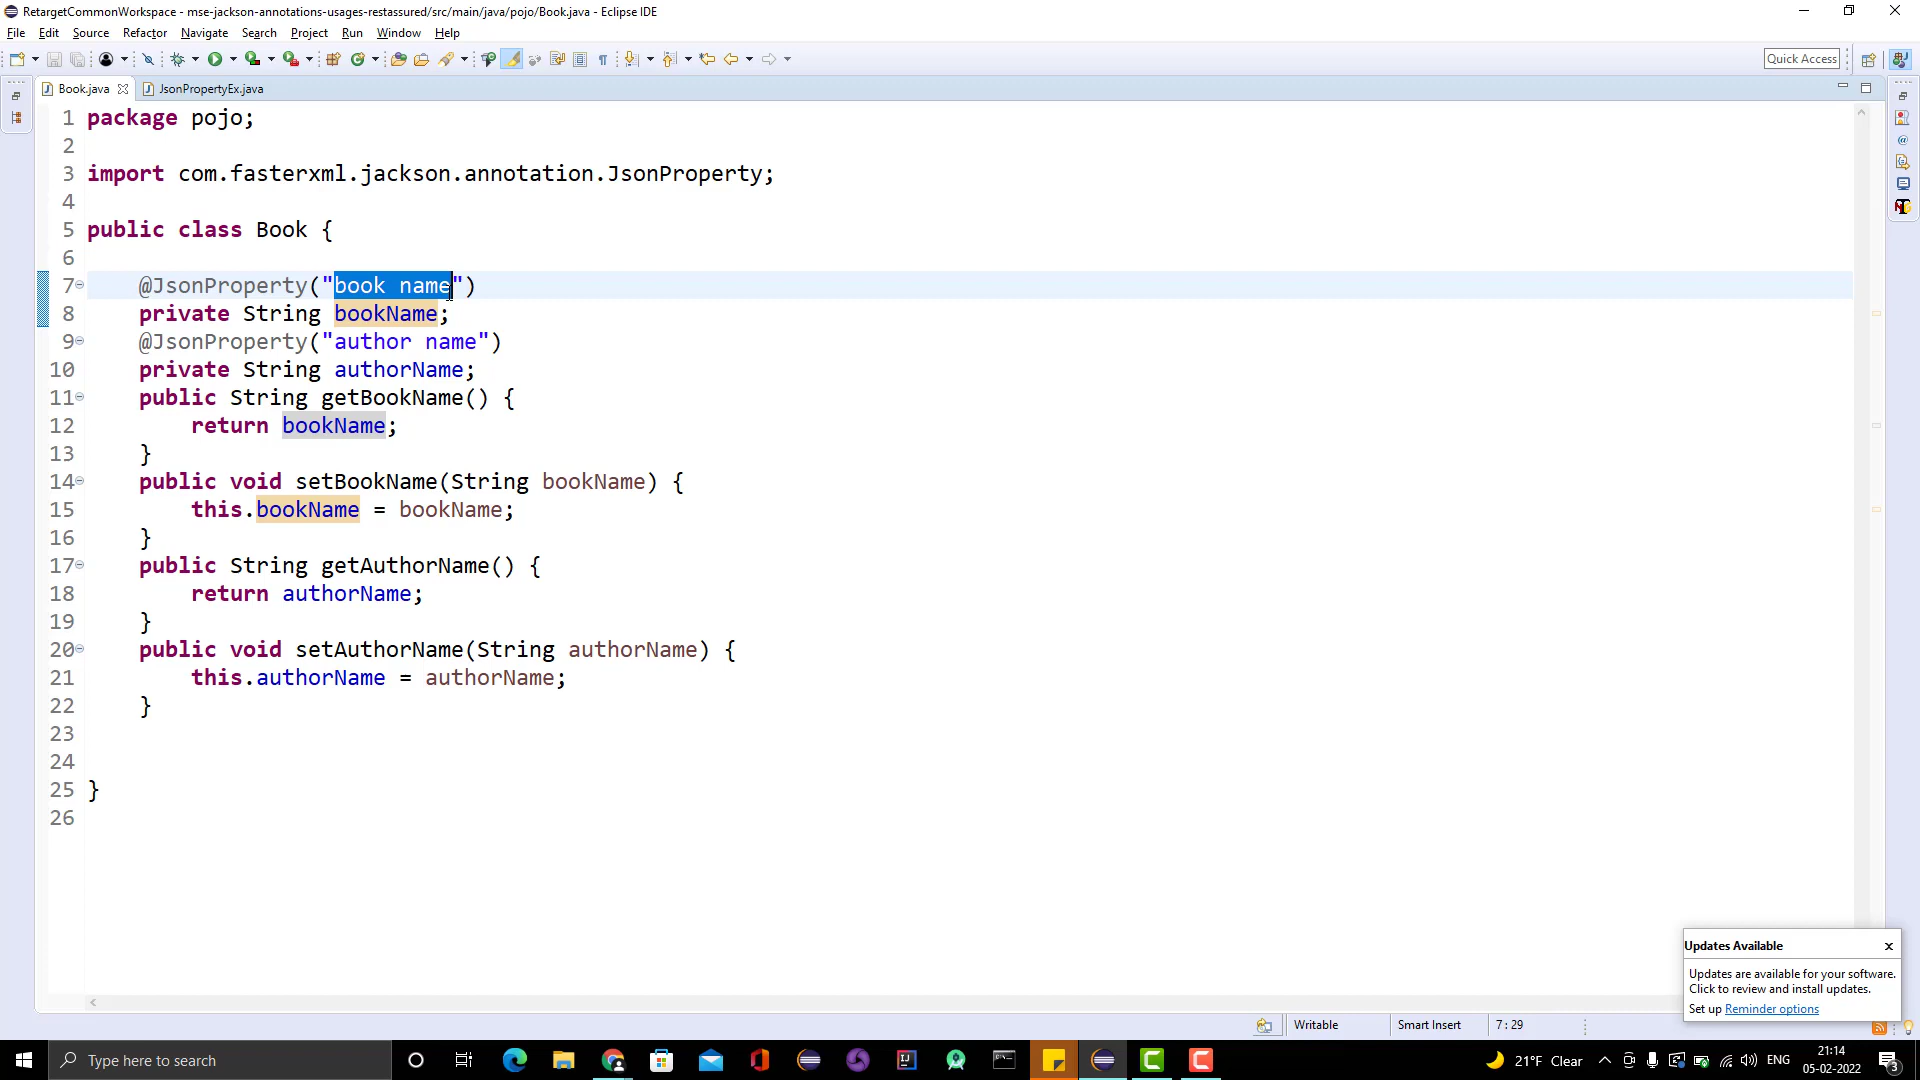 RetargetCommonWorkspace - mse-jackson-annotations-usages-restassured/src/main/java/pojo/Book.java - Eclipse IDE
File Edit Source Refactor Navigate Search Project Run Window Help
Quick Access
Book.java JsonPropertyEx.java
1 package pojo;
2
3 import com.fasterxml.jackson.annotation.JsonProperty;
4
5 public class Book {
6
7 @JsonProperty("book name")
8 private String bookName;
9 @JsonProperty("author name")
10 private String authorName;
11 public String getBookName() {
12 return bookName;
13 }
14 public void setBookName(String bookName) {
15 this.bookName = bookName;
16 }
17 public String getAuthorName() {
18 return authorName;
19 }
20 public void setAuthorName(String authorName) {
21 this.authorName = authorName;
22 }
23
24
25 }
26
Updates Available
Updates are available for your software.
Click to review and install updates.
Set up Reminder options
Writable Smart Insert 7 : 29
Type here to search
21°F Clear
ENG
21:14
05-02-2022
3